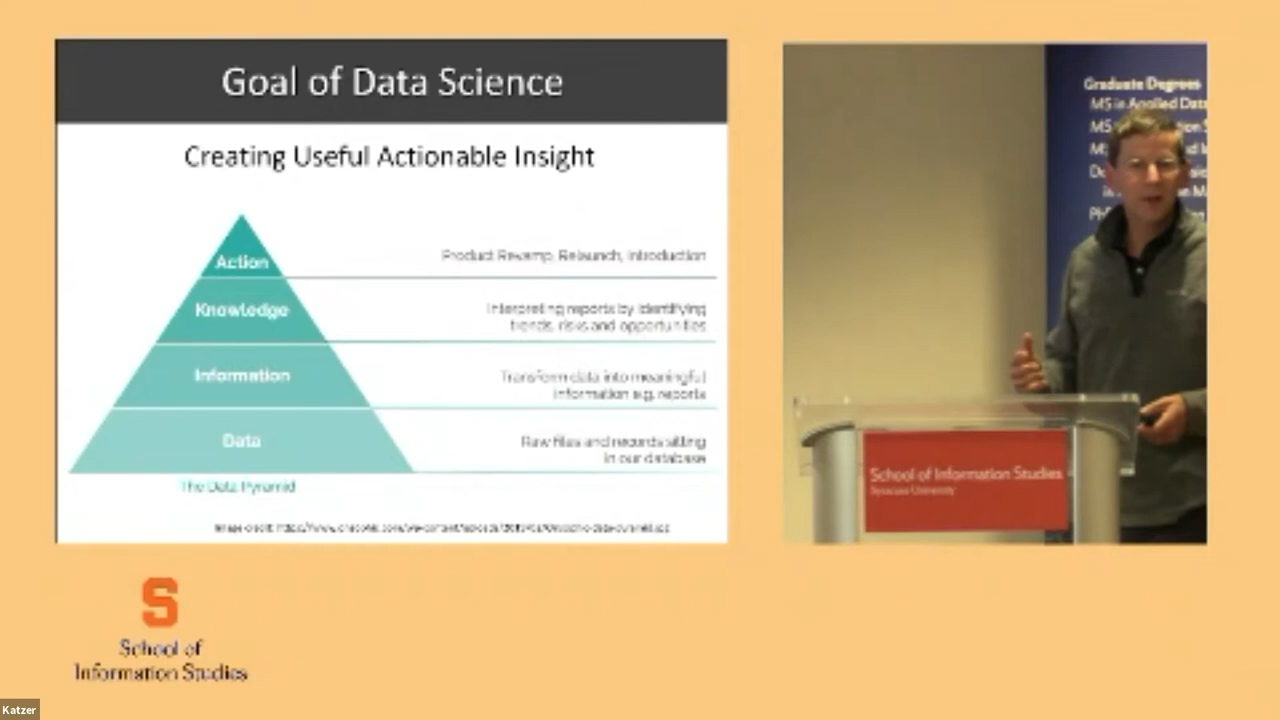 Goal of Data Science
Creating Useful Actionable Insight
Action
Product Revamp, Relaunch, Introduction
Knowledge
Interpreting reports by identifying
trends, risks and opportunities
Information
Transform data into meaningful
information e.g. reports
Data
Raw files and records sitting
in our database
The Data Pyramid
Image credit:
Graduate Degrees
MS in Applied Data
MS
School of Information Studies
Syracuse University
S
School of
Information Studies
Katzer